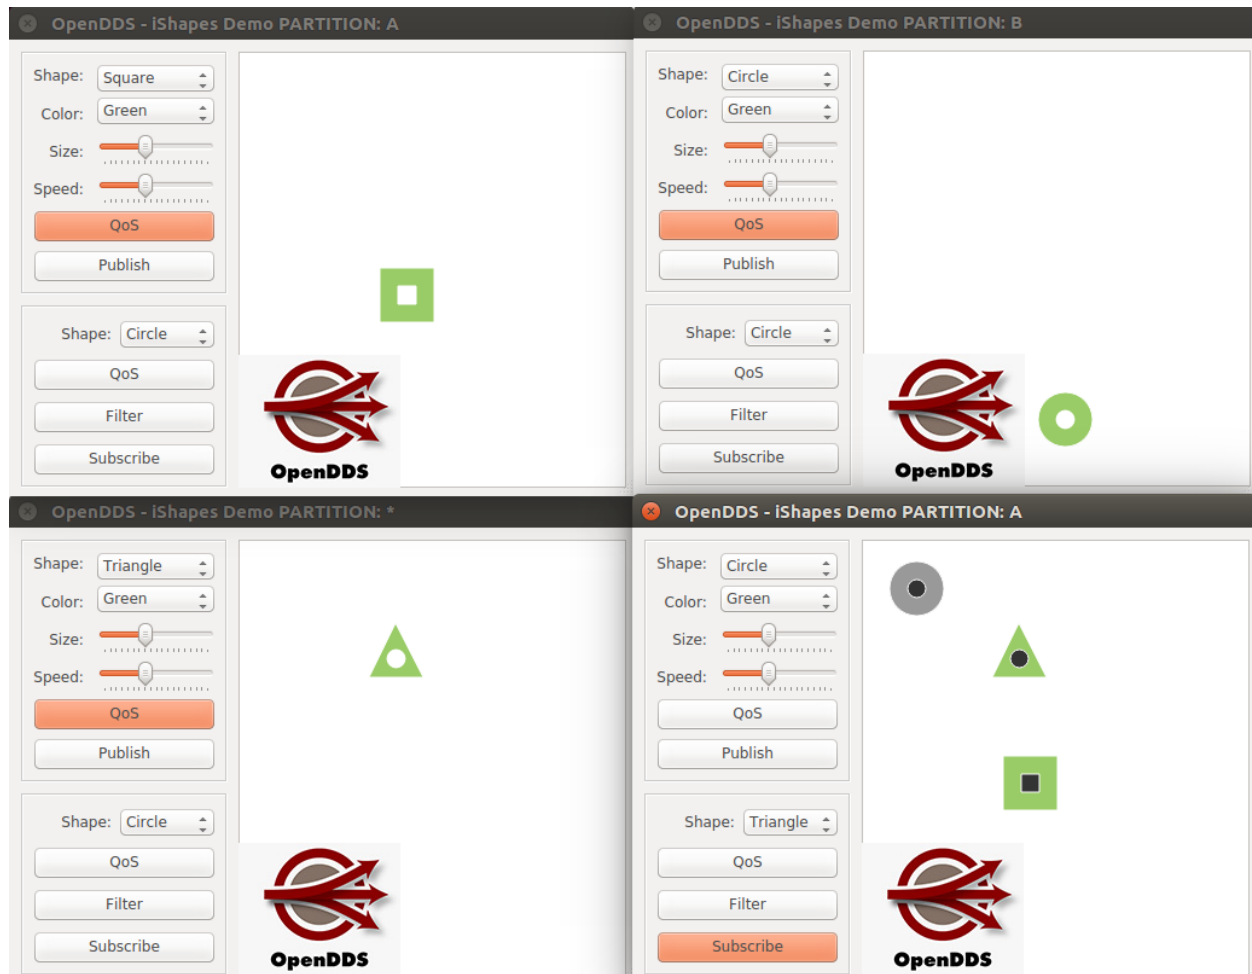 OpenDDS - iShapes Demo PARTITION: A
Shape: Square
Color: Green
Size:
Speed:
QoS
Publish
Shape: Circle
QoS
Filter
Subscribe
OpenDDS
OpenDDS - iShapes Demo PARTITION: B
Shape: Circle
Color: Green
Size:
Speed:
QoS
Publish
Shape: Circle
QoS
Filter
Subscribe
OpenDDS
OpenDDS - iShapes Demo PARTITION: *
Shape: Triangle
Color: Green
Size:
Speed:
QoS
Publish
Shape: Circle
QoS
Filter
Subscribe
OpenDDS
OpenDDS - iShapes Demo PARTITION: A
Shape: Circle
Color: Green
Size:
Speed:
QoS
Publish
Shape: Triangle
QoS
Filter
Subscribe
OpenDDS